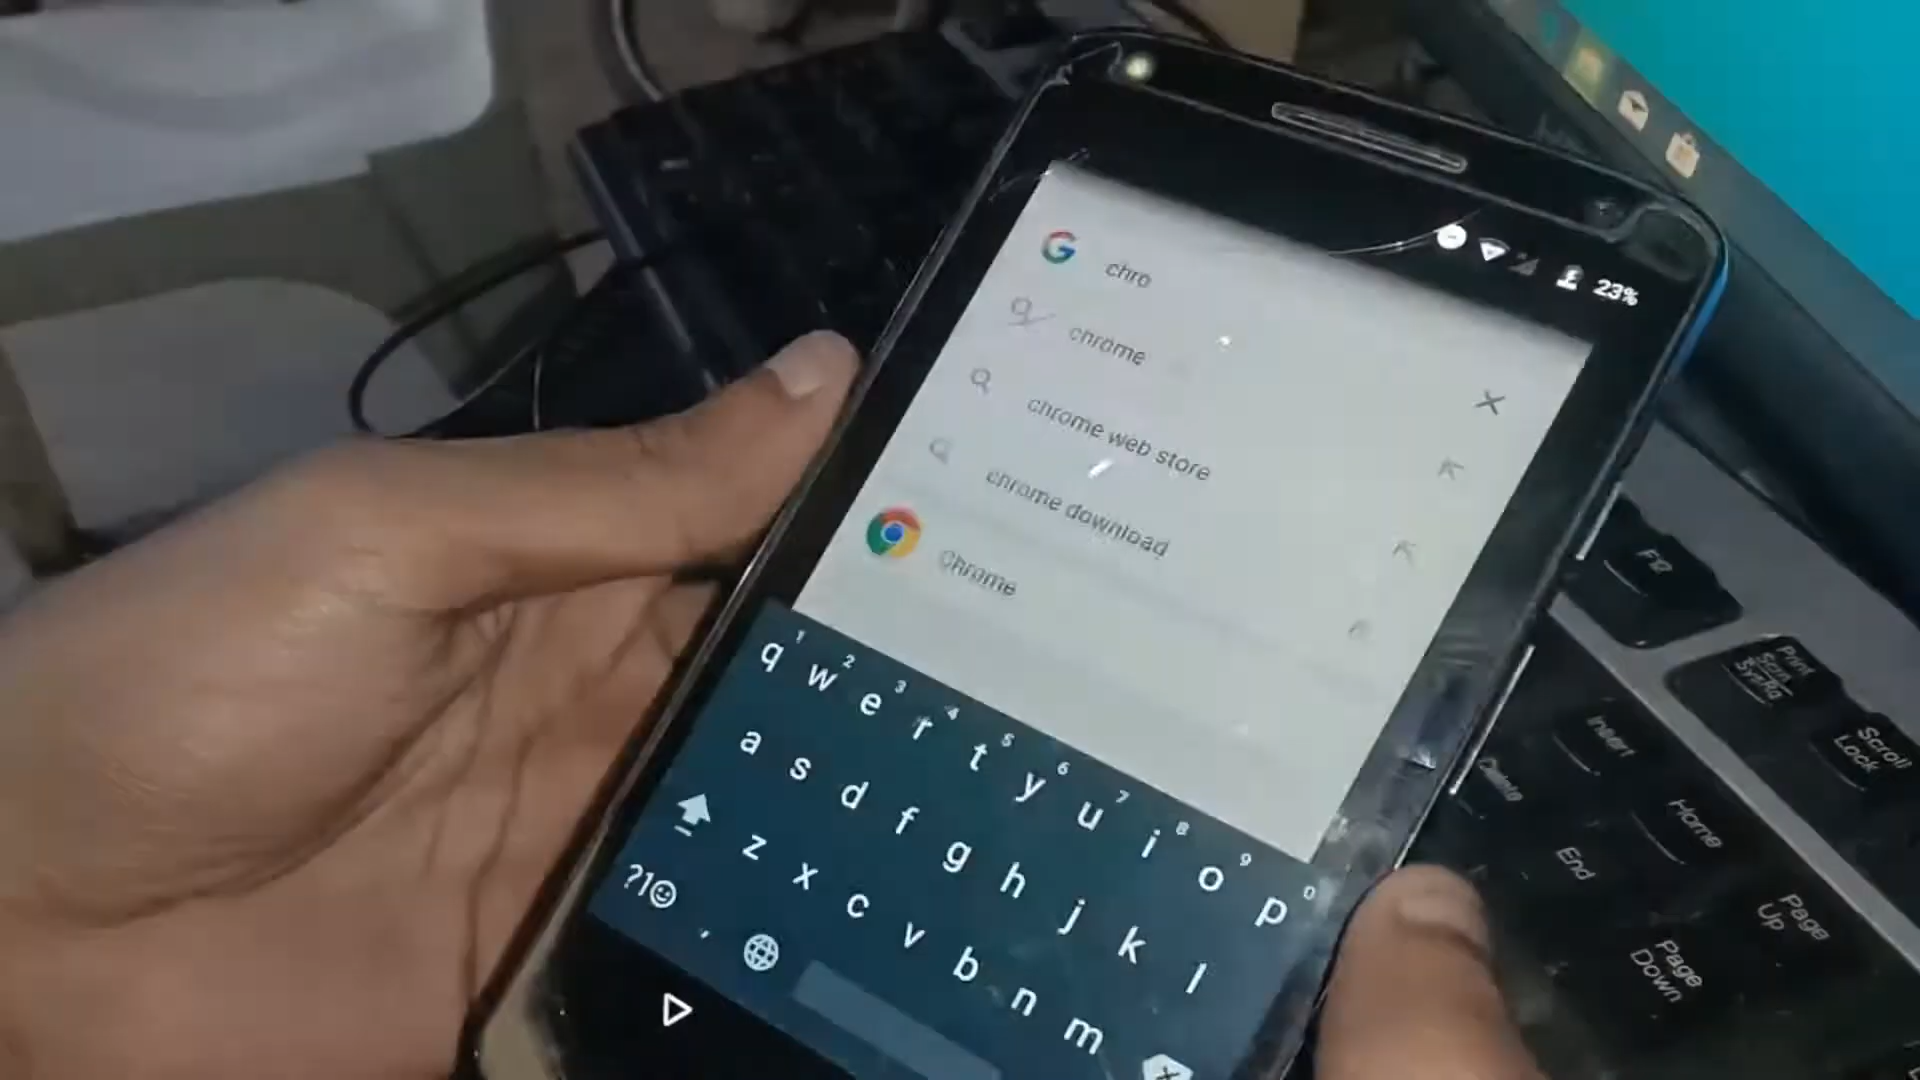 23%
chro
chrome
chrome web store
chrome download
Chrome
1 2 3 4 5 6 7 8 9 0
q w e r t y u i o p
a s d f g h j k l
z x c v b n m
?1☺ ,
Print
Scrn
SysRq
Scroll
Lock
Insert
Delete
Home
End
Page
Up
Page
Down